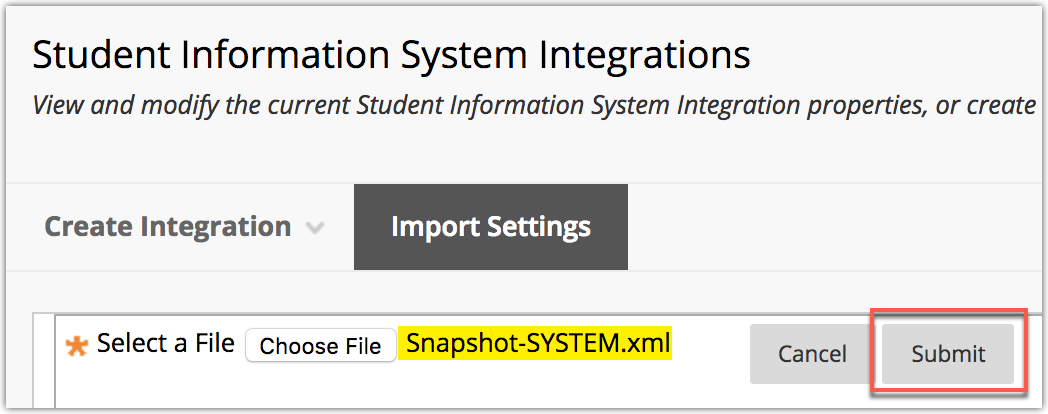 Student Information System Integrations
View and modify the current Student Information System Integration properties, or create
Create Integration Import Settings
Select a File Choose File Snapshot-SYSTEM.xml Cancel Submit